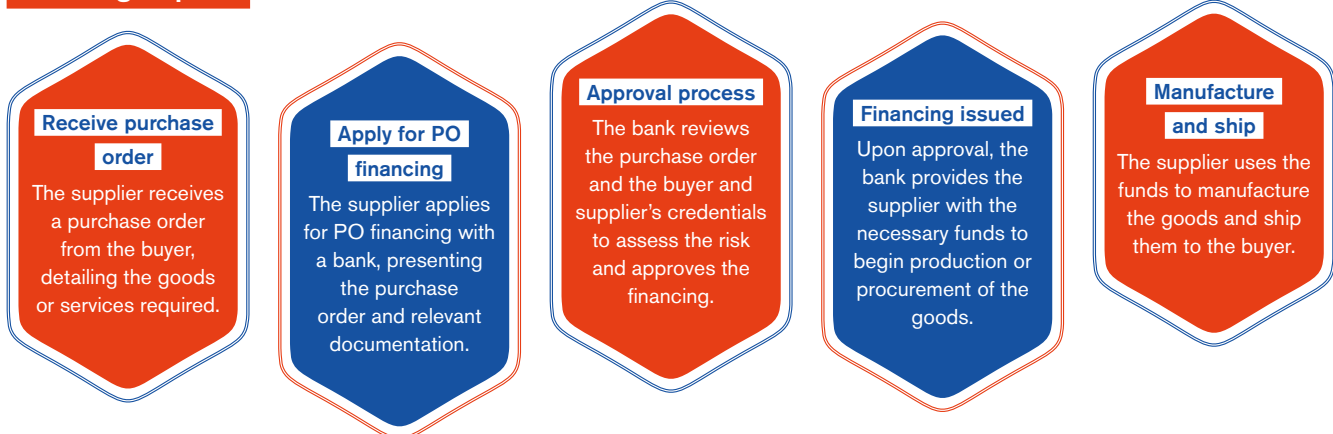 Receive purchase
order
The supplier receives
a purchase order
from the buyer,
detailing the goods
or services required.
Apply for PO
financing
The supplier applies
for PO financing with
a bank, presenting
the purchase
order and relevant
documentation.
Approval process
The bank reviews
the purchase order
and the buyer and
supplier’s credentials
to assess the risk
and approves the
financing.
Financing issued
Upon approval, the
bank provides the
supplier with the
necessary funds to
begin production or
procurement of the
goods.
Manufacture
and ship
The supplier uses the
funds to manufacture
the goods and ship
them to the buyer.